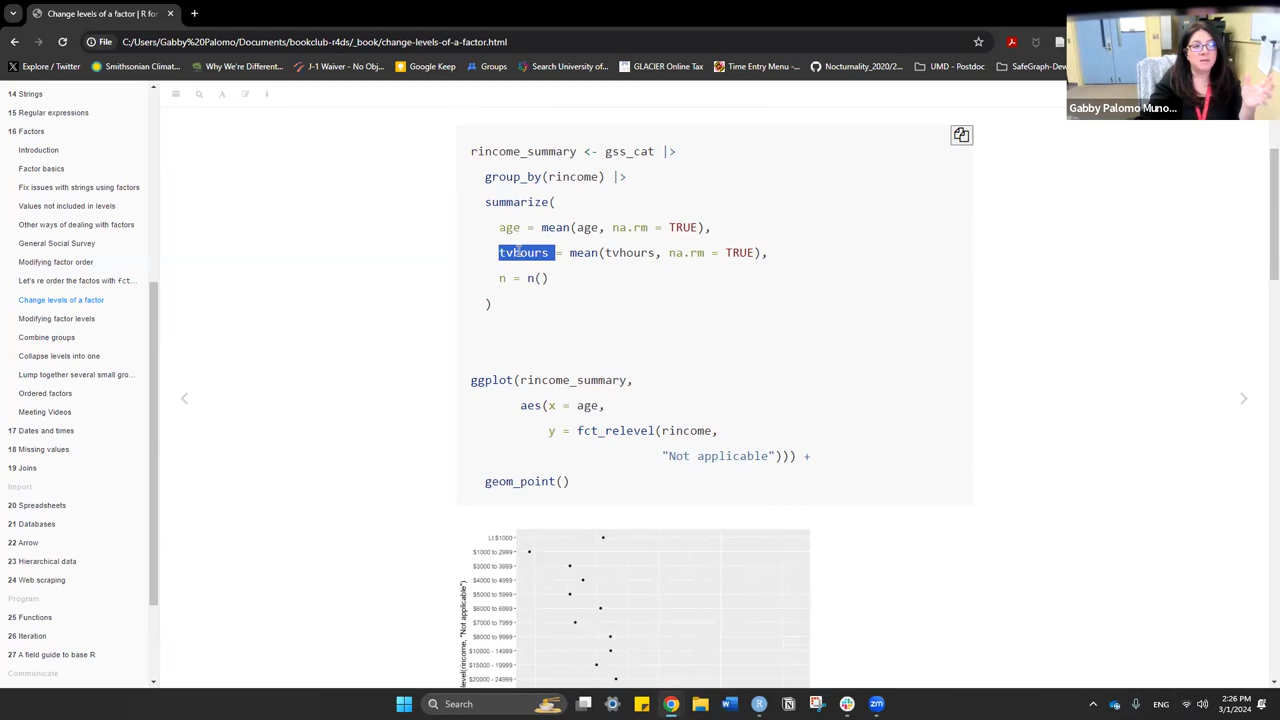 Change levels of a factor | R for
File
C:/Users/Gabby%20Palomo/Documents/bookclub-r4ds/_book/change-levels-of-a-factor.html
Explore / Twitter
Smithsonian Climat...
Why We're Differen...
J-1 Waiver - No Obj...
Google Keep
Groups
Search | University of...
GLACIER Online Tax...
Time Entry Menu - ...
Nocturnality_2020/2...
UMD - Postdoc
SafeGraph- Data Ba...
Gabby Palomo Muno...
14 Strings
15 Regular expressions
16 Factors
Introduction
Factor basics
Fix issues with strings using factors
Values not included in levels
Other ways of dealing with factors
General Social Survey
Modifying factor order
Let's re order the factos with fct...
Change levels of a factor
Modifying factor levels
Combine groups
Collapse levels into one
Lump together several small gro...
Ordered factors
Meeting Videos
17 Dates and times
18 Missing values
19 Joins
Import
20 Spreadsheets
21 Databases
22 Arrow
23 Hierarchical data
24 Web scraping
Program
25 Functions
26 Iteration
27 A field guide to base R
Communicate
rincome_summary <- gss_cat |>
group_by(rincome) |>
summarize(
age = mean(age, na.rm = TRUE),
tvhours = mean(tvhours, na.rm = TRUE),
n = n()
)
ggplot(rincome_summary,
aes(x = age,
y = fct_relevel(rincome,
"Not applicable"))) +
geom_point()
Lt $1000
$1000 to 2999
$3000 to 3999
$4000 to 4999
$5000 to 5999
$6000 to 6999
$7000 to 7999
$8000 to 9999
$10000 - 14999
$15000 - 19999
$20000 - 24999
level(rincome, "Not applicable")
Search
ENG
2:26 PM
3/1/2024